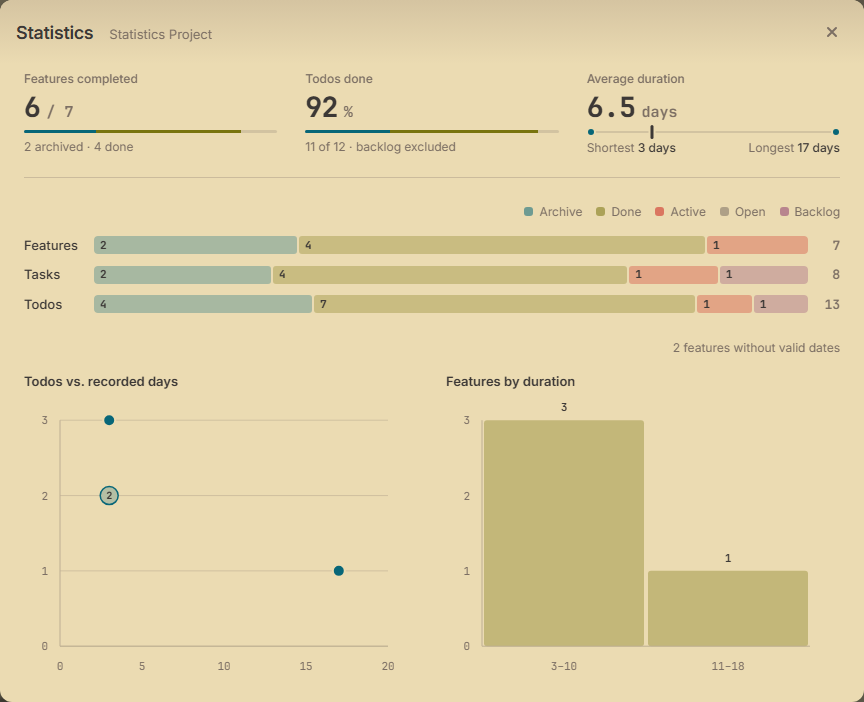 Statistics Statistics Project ×
Features completed
6 / 7
2 archived · 4 done
Todos done
92 %
11 of 12 · backlog excluded
Average duration
6.5 days
Shortest 3 days Longest 17 days
Archive Done Active Open Backlog
Features 2 4 1 7
Tasks 2 4 1 1 8
Todos 4 7 1 1 13
2 features without valid dates
Todos vs. recorded days
3
2
2
1
0
0 5 10 15 20
Features by duration
3
3
2
1
1
0
3–10 11–18